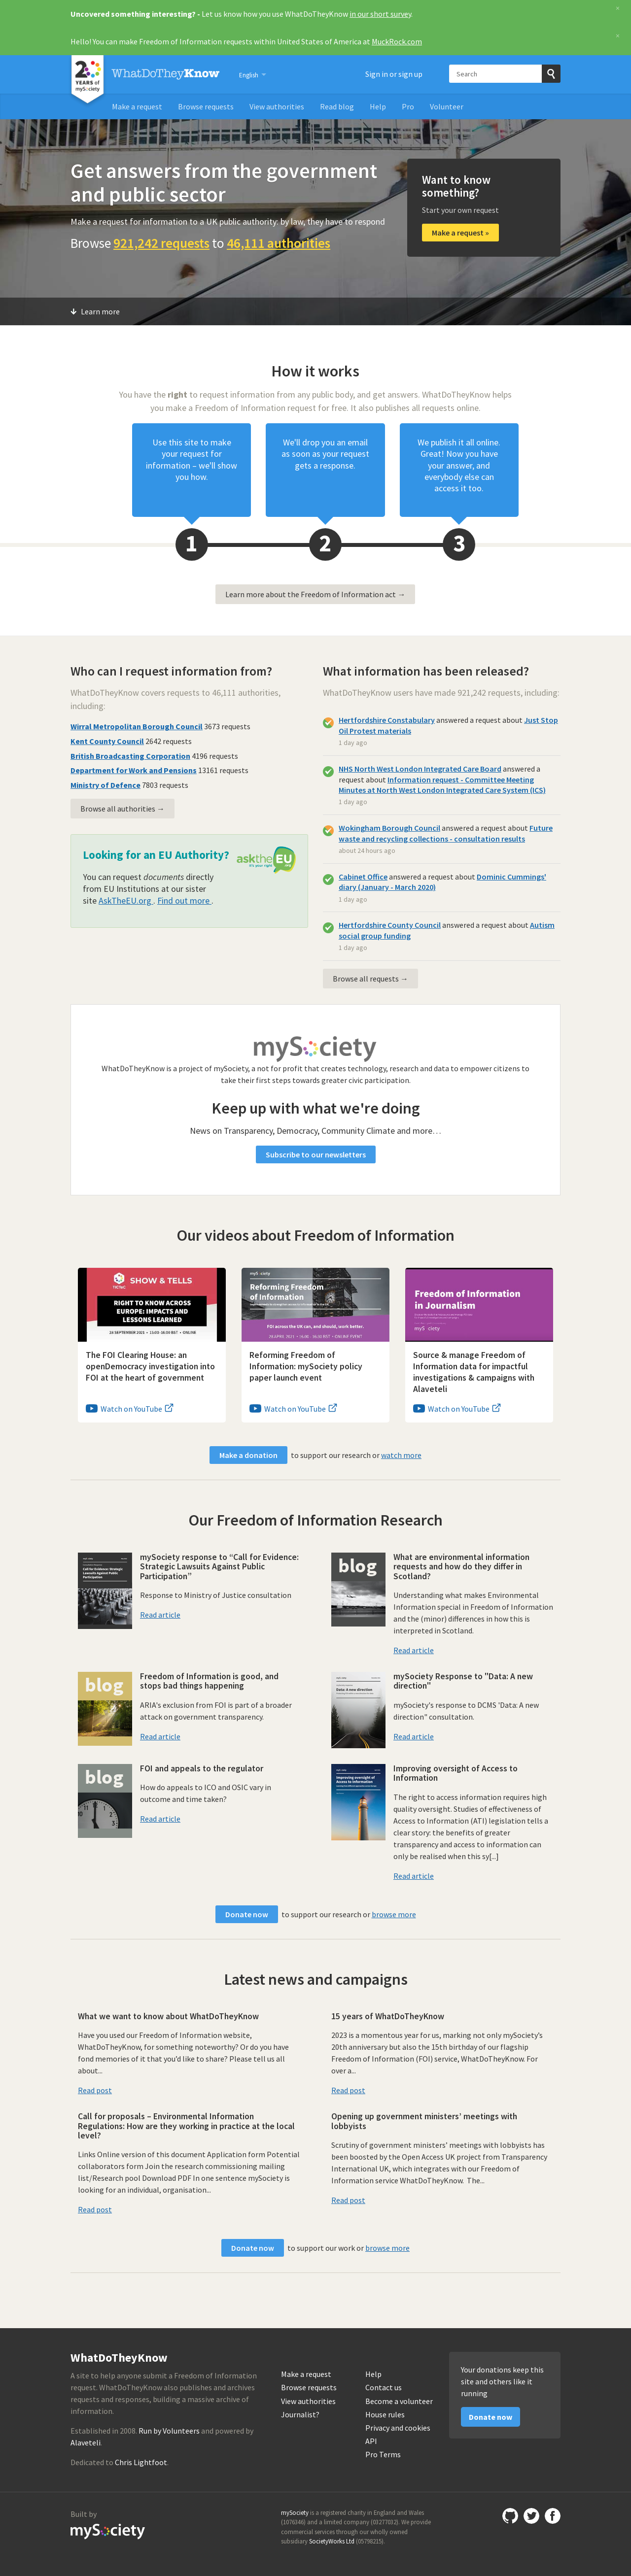 Uncovered something interesting? - Let us know how you use WhatDoTheyKnow in our short survey.
Hello! You can make Freedom of Information requests within United States of America at MuckRock.com
20
YEARS of
mySociety
WhatDoTheyKnow
English
Sign in or sign up
Search
Make a request
Browse requests
View authorities
Read blog
Help
Pro
Volunteer
Get answers from the government
and public sector
Make a request for information to a UK public authority: by law, they have to respond
Browse 921,242 requests to 46,111 authorities
Want to know
something?
Start your own request
Make a request »
Learn more
How it works
You have the right to request information from any public body, and get answers. WhatDoTheyKnow helps
you make a Freedom of Information request for free. It also publishes all requests online.
Use this site to make
your request for
information – we'll show
you how.
We'll drop you an email
as soon as your request
gets a response.
We publish it all online.
Great! Now you have
your answer, and
everybody else can
access it too.
1
2
3
Learn more about the Freedom of Information act →
Who can I request information from?
WhatDoTheyKnow covers requests to 46,111 authorities,
including:
Wirral Metropolitan Borough Council 3673 requests
Kent County Council 2642 requests
British Broadcasting Corporation 4196 requests
Department for Work and Pensions 13161 requests
Ministry of Defence 7803 requests
Browse all authorities →
Looking for an EU Authority?
asktheEU
it's your right
You can request documents directly
from EU Institutions at our sister
site AskTheEU.org . Find out more .
What information has been released?
WhatDoTheyKnow users have made 921,242 requests, including:
Hertfordshire Constabulary answered a request about Just Stop
Oil Protest materials
1 day ago
NHS North West London Integrated Care Board answered a
request about Information request - Committee Meeting
Minutes at North West London Integrated Care System (ICS)
1 day ago
Wokingham Borough Council answered a request about Future
waste and recycling collections - consultation results
about 24 hours ago
Cabinet Office answered a request about Dominic Cummings'
diary (January - March 2020)
1 day ago
Hertfordshire County Council answered a request about Autism
social group funding
1 day ago
Browse all requests →
mySociety
WhatDoTheyKnow is a project of mySociety, a not for profit that creates technology, research and data to empower citizens to
take their first steps towards greater civic participation.
Keep up with what we're doing
News on Transparency, Democracy, Community Climate and more…
Subscribe to our newsletters
Our videos about Freedom of Information
SHOW & TELLS
RIGHT TO KNOW ACROSS
EUROPE: IMPACTS AND
LESSONS LEARNED
The FOI Clearing House: an
openDemocracy investigation into
FOI at the heart of government
Watch on YouTube
mySociety
Reforming Freedom
of Information
FOI across the UK can, and should, work better.
Reforming Freedom of
Information: mySociety policy
paper launch event
Watch on YouTube
Freedom of Information
in Journalism
mySociety
Source & manage Freedom of
Information data for impactful
investigations & campaigns with
Alaveteli
Watch on YouTube
Make a donation to support our research or watch more
Our Freedom of Information Research
Call for Evidence: Strategic
Lawsuits Against Public
Participation
mySociety response to “Call for Evidence:
Strategic Lawsuits Against Public
Participation”
Response to Ministry of Justice consultation
Read article
blog
What are environmental information
requests and how do they differ in
Scotland?
Understanding what makes Environmental
Information special in Freedom of Information
and the (minor) differences in how this is
interpreted in Scotland.
Read article
blog
Freedom of Information is good, and
stops bad things happening
ARIA's exclusion from FOI is part of a broader
attack on government transparency.
Read article
Data: A new direction
mySociety Response to "Data: A new
direction"
mySociety's response to DCMS 'Data: A new
direction" consultation.
Read article
blog
FOI and appeals to the regulator
How do appeals to ICO and OSIC vary in
outcome and time taken?
Read article
Improving oversight of
Access to Information
Improving oversight of Access to
Information
The right to access information requires high
quality oversight. Studies of effectiveness of
Access to Information (ATI) legislation tells a
clear story: the benefits of greater
transparency and access to information can
only be realised when this sy[...]
Read article
Donate now to support our research or browse more
Latest news and campaigns
What we want to know about WhatDoTheyKnow
Have you used our Freedom of Information website,
WhatDoTheyKnow, for something noteworthy? Or do you have
fond memories of it that you'd like to share? Please tell us all
about...
Read post
15 years of WhatDoTheyKnow
2023 is a momentous year for us, marking not only mySociety’s
20th anniversary but also the 15th birthday of our flagship
Freedom of Information (FOI) service, WhatDoTheyKnow. For
over a...
Read post
Call for proposals – Environmental Information
Regulations: How are they working in practice at the local
level?
Links Online version of this document Application form Potential
collaborators form Join the research commissioning mailing
list/Research pool Download PDF In one sentence mySociety is
looking for an individual, organisation...
Read post
Opening up government ministers’ meetings with
lobbyists
Scrutiny of government ministers’ meetings with lobbyists has
been boosted by the Open Access UK project from Transparency
International UK, which integrates with our Freedom of
Information service WhatDoTheyKnow.  The...
Read post
Donate now to support our work or browse more
WhatDoTheyKnow
A site to help anyone submit a Freedom of Information
request. WhatDoTheyKnow also publishes and archives
requests and responses, building a massive archive of
information.
Established in 2008. Run by Volunteers and powered by
Alaveteli.
Dedicated to Chris Lightfoot.
Make a request
Browse requests
View authorities
Journalist?
Help
Contact us
Become a volunteer
House rules
Privacy and cookies
API
Pro Terms
Your donations keep this
site and others like it
running
Donate now
Built by
mySociety
mySociety is a registered charity in England and Wales
(1076346) and a limited company (03277032). We provide
commercial services through our wholly owned
subsidiary SocietyWorks Ltd (05798215).